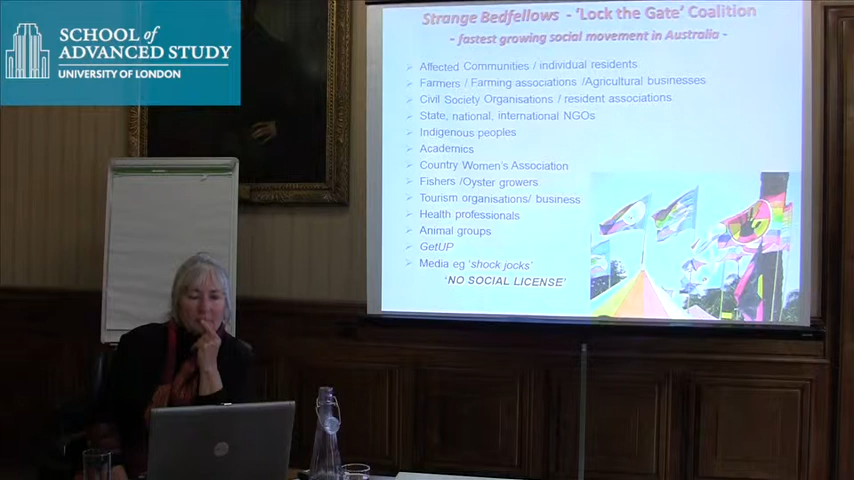 SCHOOL of
ADVANCED STUDY
UNIVERSITY OF LONDON
Strange Bedfellows - 'Lock the Gate' Coalition
- fastest growing social movement in Australia -
Affected Communities / individual residents.
Farmers / Farming associations /Agricultural businesses
Civil Society Organisations / resident associations
State, national, international NGOs
Indigenous peoples
Academics
Country Women's Association
Fishers /Oyster growers
Tourism organisations/ business
Health professionals
Animal groups
GetUP
Media eg 'shock jocks'
'NO SOCIAL LICENSE'